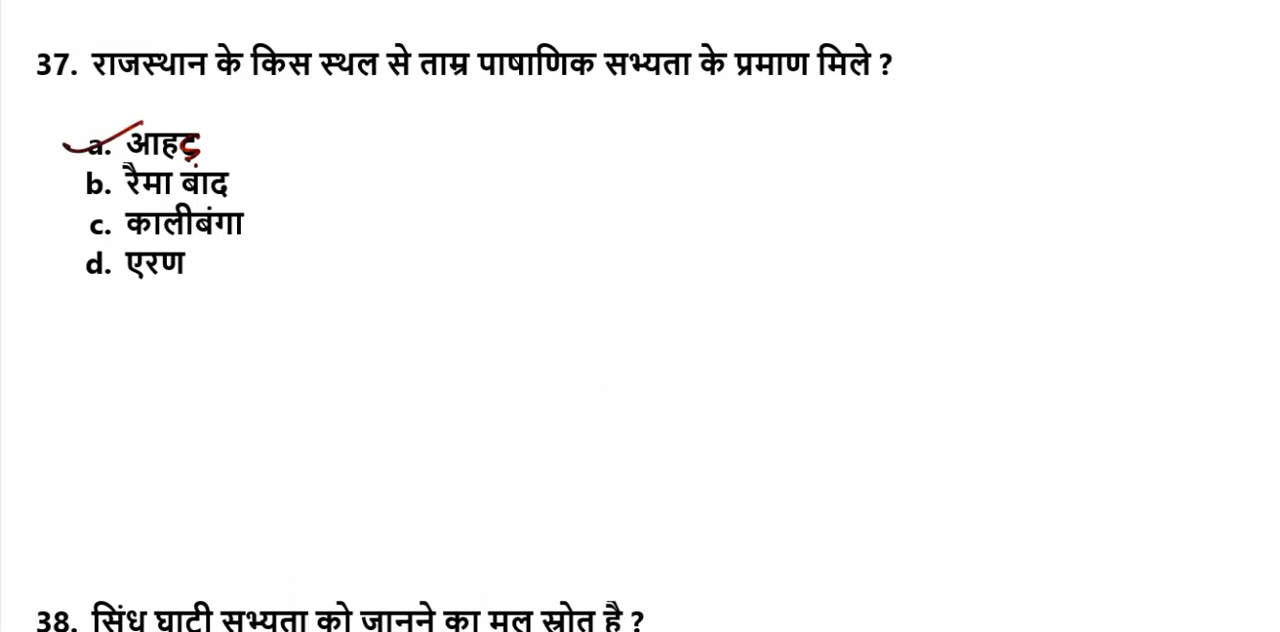 37. राजस्थान के किस स्थल से ताम्र पाषाणिक सभ्यता के प्रमाण मिले ?
a. आहड़
b. रैमा बांद
c. कालीबंगा
d. एरण
38. सिंधु घाटी सभ्यता को जानने का मूल स्रोत है ?